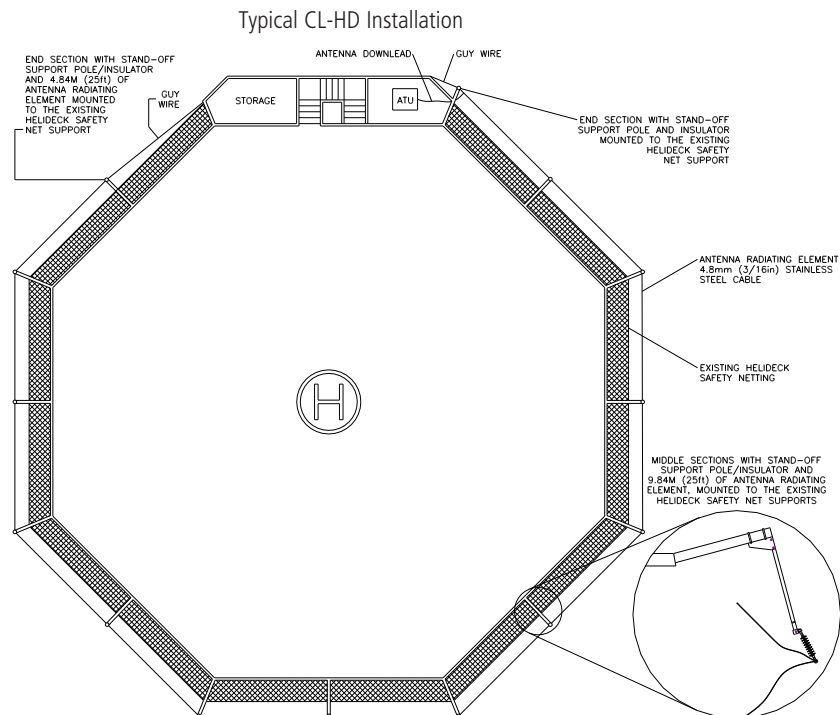 Typical CL-HD Installation
END SECTION WITH STAND-OFF
SUPPORT POLE/INSULATOR
AND 4.84M (25ft) OF
ANTENNA RADIATING
ELEMENT MOUNTED
TO THE EXISTING
HELIDECK SAFETY
NET SUPPORT
GUY
WIRE
ANTENNA DOWNLEAD
GUY WIRE
STORAGE
ATU
END SECTION WITH STAND-OFF
SUPPORT POLE AND INSULATOR
MOUNTED TO THE EXISTING
HELIDECK SAFETY
NET SUPPORT
ANTENNA RADIATING ELEMENT
4.8mm (3/16in) STAINLESS
STEEL CABLE
EXISTING HELIDECK
SAFETY NETTING
H
MIDDLE SECTIONS WITH STAND-OFF
SUPPORT POLE/INSULATOR AND
9.84M (25ft) OF ANTENNA RADIATING
ELEMENT, MOUNTED TO THE EXISTING
HELIDECK SAFETY NET SUPPORTS